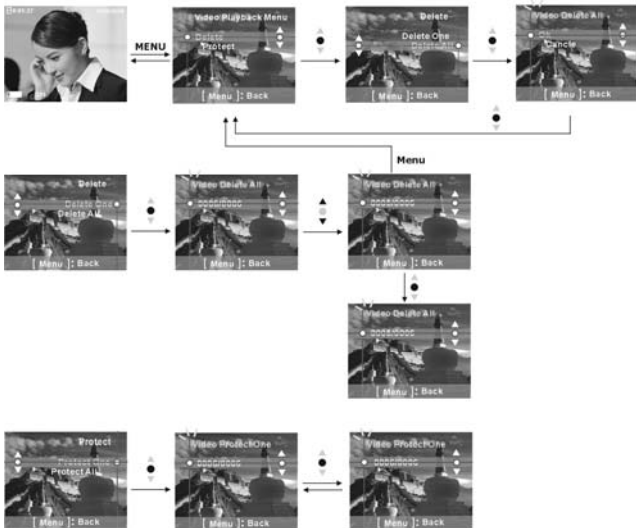 MENU
Video Playback Menu
Delete
Protect
[ Menu ]: Back
Delete
Delete One
Delete All
[ Menu ]: Back
Video Delete All
Cancle
[ Menu ]: Back
Menu
Delete
Delete One
Delete All
[ Menu ]: Back
Video Delete All
[ Menu ]: Back
Video Delete All
[ Menu ]: Back
Video Delete All
[ Menu ]: Back
Protect
Protect One
Protect All
[ Menu ]: Back
Video Protect One
[ Menu ]: Back
Video Protect One
[ Menu ]: Back